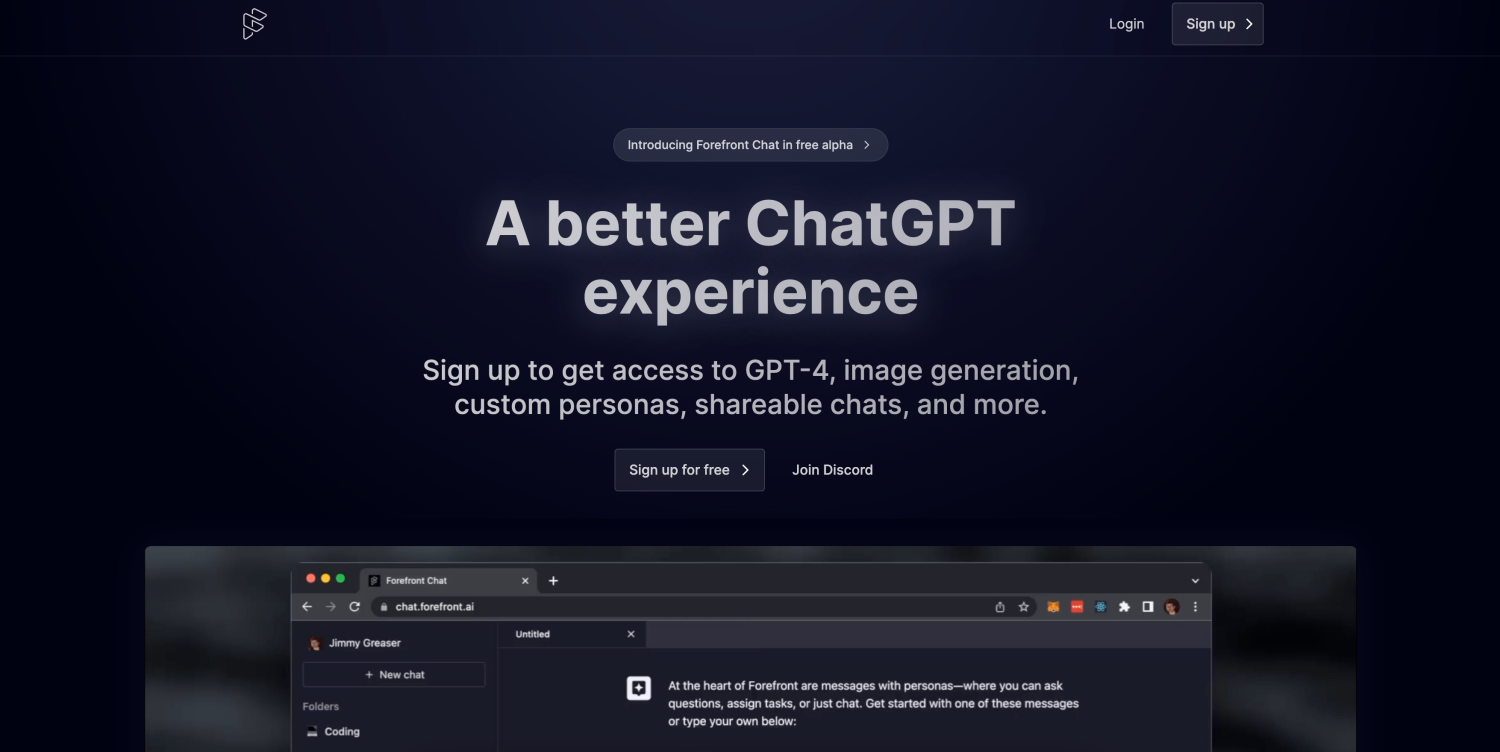 Login
Sign up
Introducing Forefront Chat in free alpha
A better ChatGPT
experience
Sign up to get access to GPT-4, image generation,
custom personas, shareable chats, and more.
Sign up for free
Join Discord
Forefront Chat
chat.forefront.ai
Jimmy Greaser
Untitled
+ New chat
At the heart of Forefront are messages with personas—where you can ask
questions, assign tasks, or just chat. Get started with one of these messages
or type your own below:
Folders
Coding